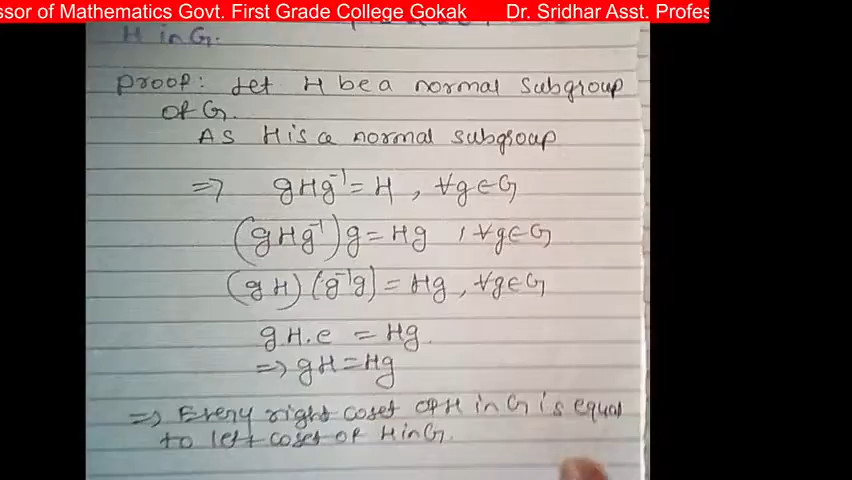 ssor of Mathematics Govt. First Grade College Gokak Dr. Sridhar Asst. Profes
H in G.
Proof: Let H be a normal subgroup
of G.
As H is a normal subgroup
⇒ gHg⁻¹ = H , ∀g∈G
(gHg⁻¹)g = Hg , ∀g∈G
(gH)(g⁻¹g) = Hg, ∀g∈G
gH.e = Hg.
⇒ gH = Hg
⇒ Every right coset of H in G is equal
to left coset of H in G.